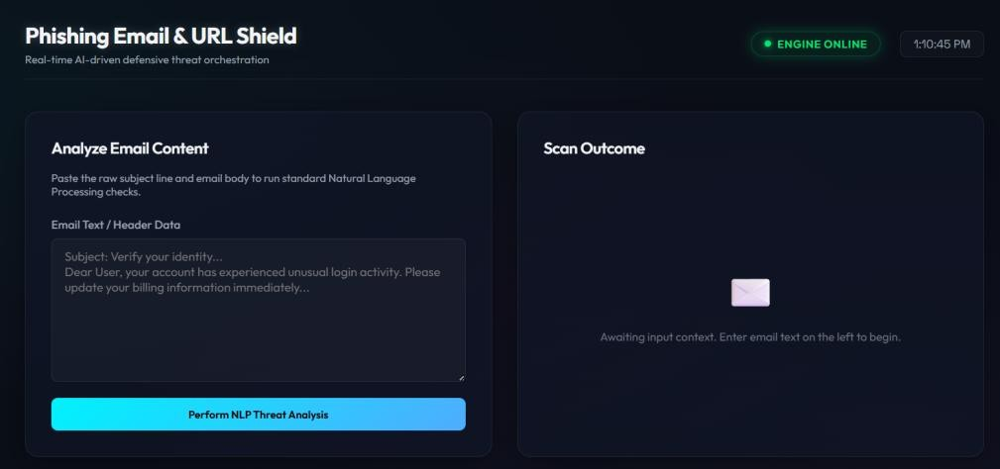 Phishing Email & URL Shield
Real-time AI-driven defensive threat orchestration
ENGINE ONLINE
1:10:45 PM
Analyze Email Content
Paste the raw subject line and email body to run standard Natural Language
Processing checks.
Email Text / Header Data
Subject: Verify your identity...
Dear User, your account has experienced unusual login activity. Please
update your billing information immediately...
Perform NLP Threat Analysis
Scan Outcome
Awaiting input context. Enter email text on the left to begin.